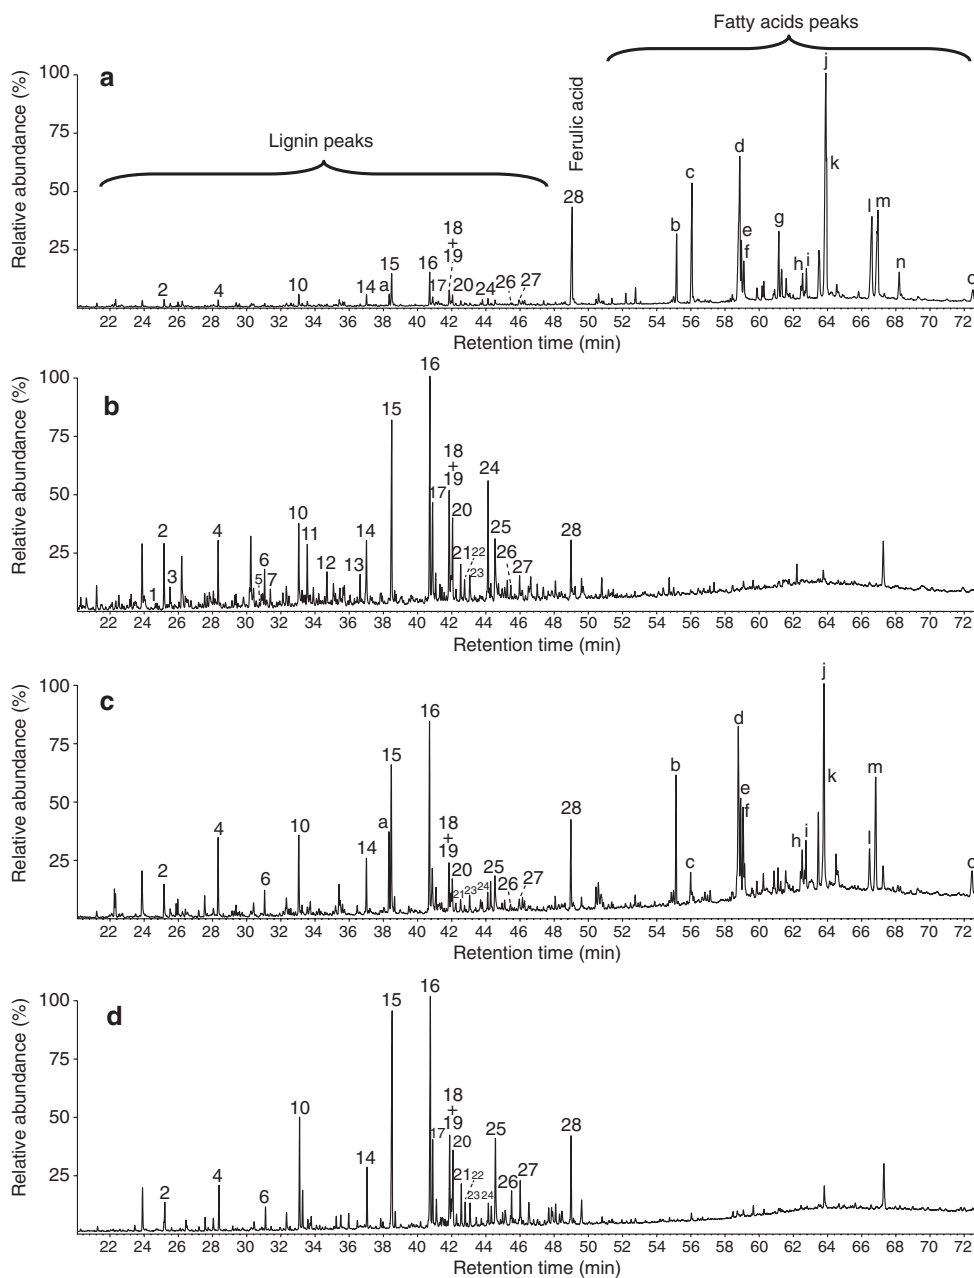 Fatty acids peaks
a
Lignin peaks
Ferulic acid
Relative abundance (%)
100
75
50
25
2 4 10 14 a 15 16 17 18 + 19 20 24 26 27 28 b c d e f g h i j k l m n o
22 24 26 28 30 32 34 36 38 40 42 44 46 48 50 52 54 56 58 60 62 64 66 68 70 72
Retention time (min)
b
Relative abundance (%)
100
75
50
25
1 2 3 4 5 6 7 10 11 12 13 14 15 16 17 18 + 19 20 21 22 23 24 25 26 27 28
22 24 26 28 30 32 34 36 38 40 42 44 46 48 50 52 54 56 58 60 62 64 66 68 70 72
Retention time (min)
c
Relative abundance (%)
100
75
50
25
2 4 6 10 14 a 15 16 18 + 19 20 21 23 24 25 26 27 28 b c d e f h i j k l m
22 24 26 28 30 32 34 36 38 40 42 44 46 48 50 52 54 56 58 60 62 64 66 68 70 72
Retention time (min)
d
Relative abundance (%)
100
75
50
25
2 4 6 10 14 15 16 17 18 + 19 20 21 22 23 24 25 26 27 28
22 24 26 28 30 32 34 36 38 40 42 44 46 48 50 52 54 56 58 60 62 64 66 68 70 72
Retention time (min)